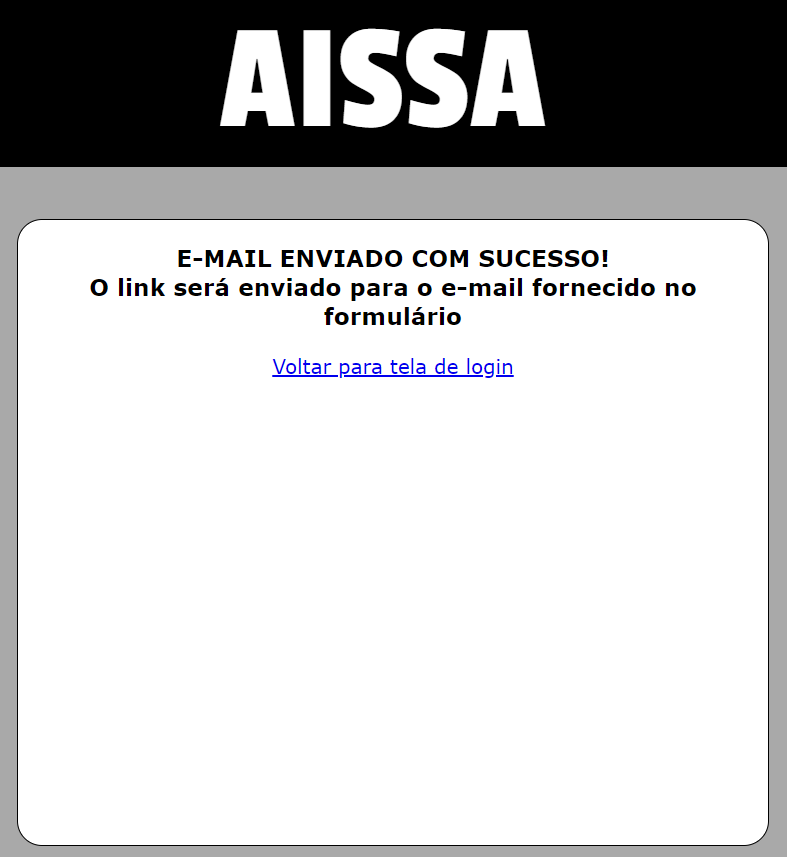 AISSA
E-MAIL ENVIADO COM SUCESSO!
O link será enviado para o e-mail fornecido no
formulário
Voltar para tela de login